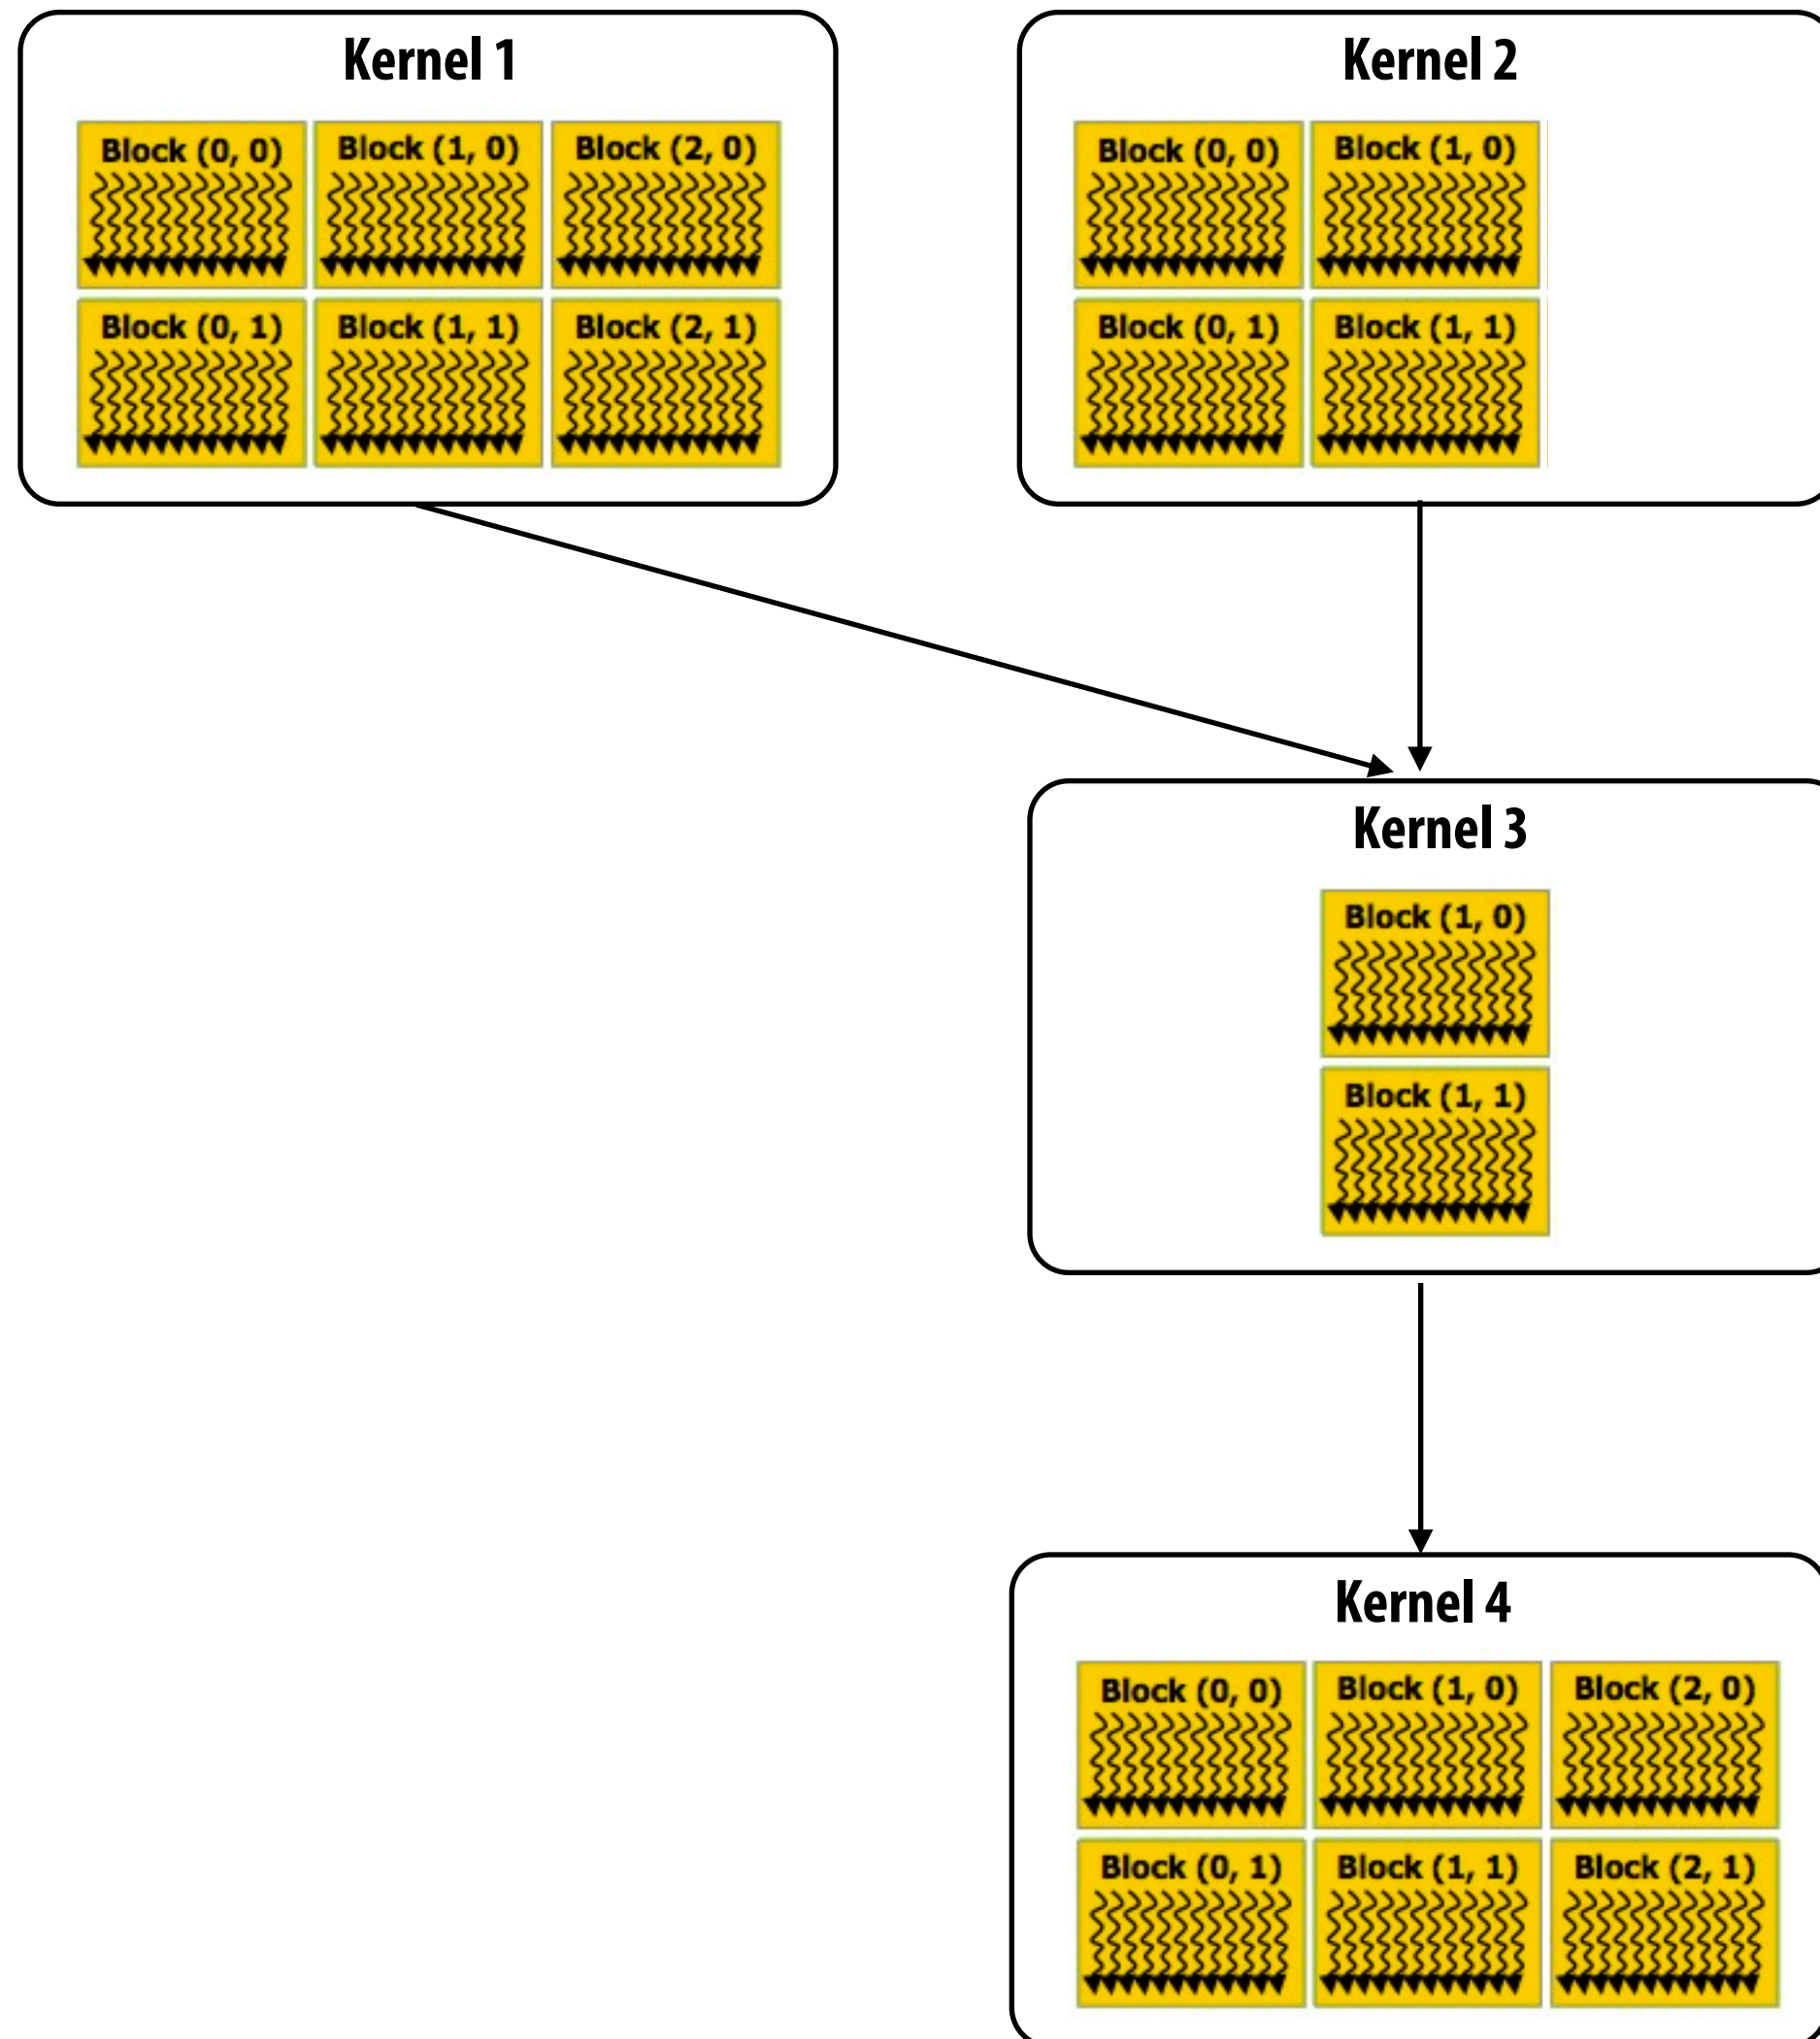 Kernel 1
Block (0, 0) Block (1, 0) Block (2, 0)
Block (0, 1) Block (1, 1) Block (2, 1)
Kernel 2
Block (0, 0) Block (1, 0)
Block (0, 1) Block (1, 1)
Kernel 3
Block (1, 0)
Block (1, 1)
Kernel 4
Block (0, 0) Block (1, 0) Block (2, 0)
Block (0, 1) Block (1, 1) Block (2, 1)